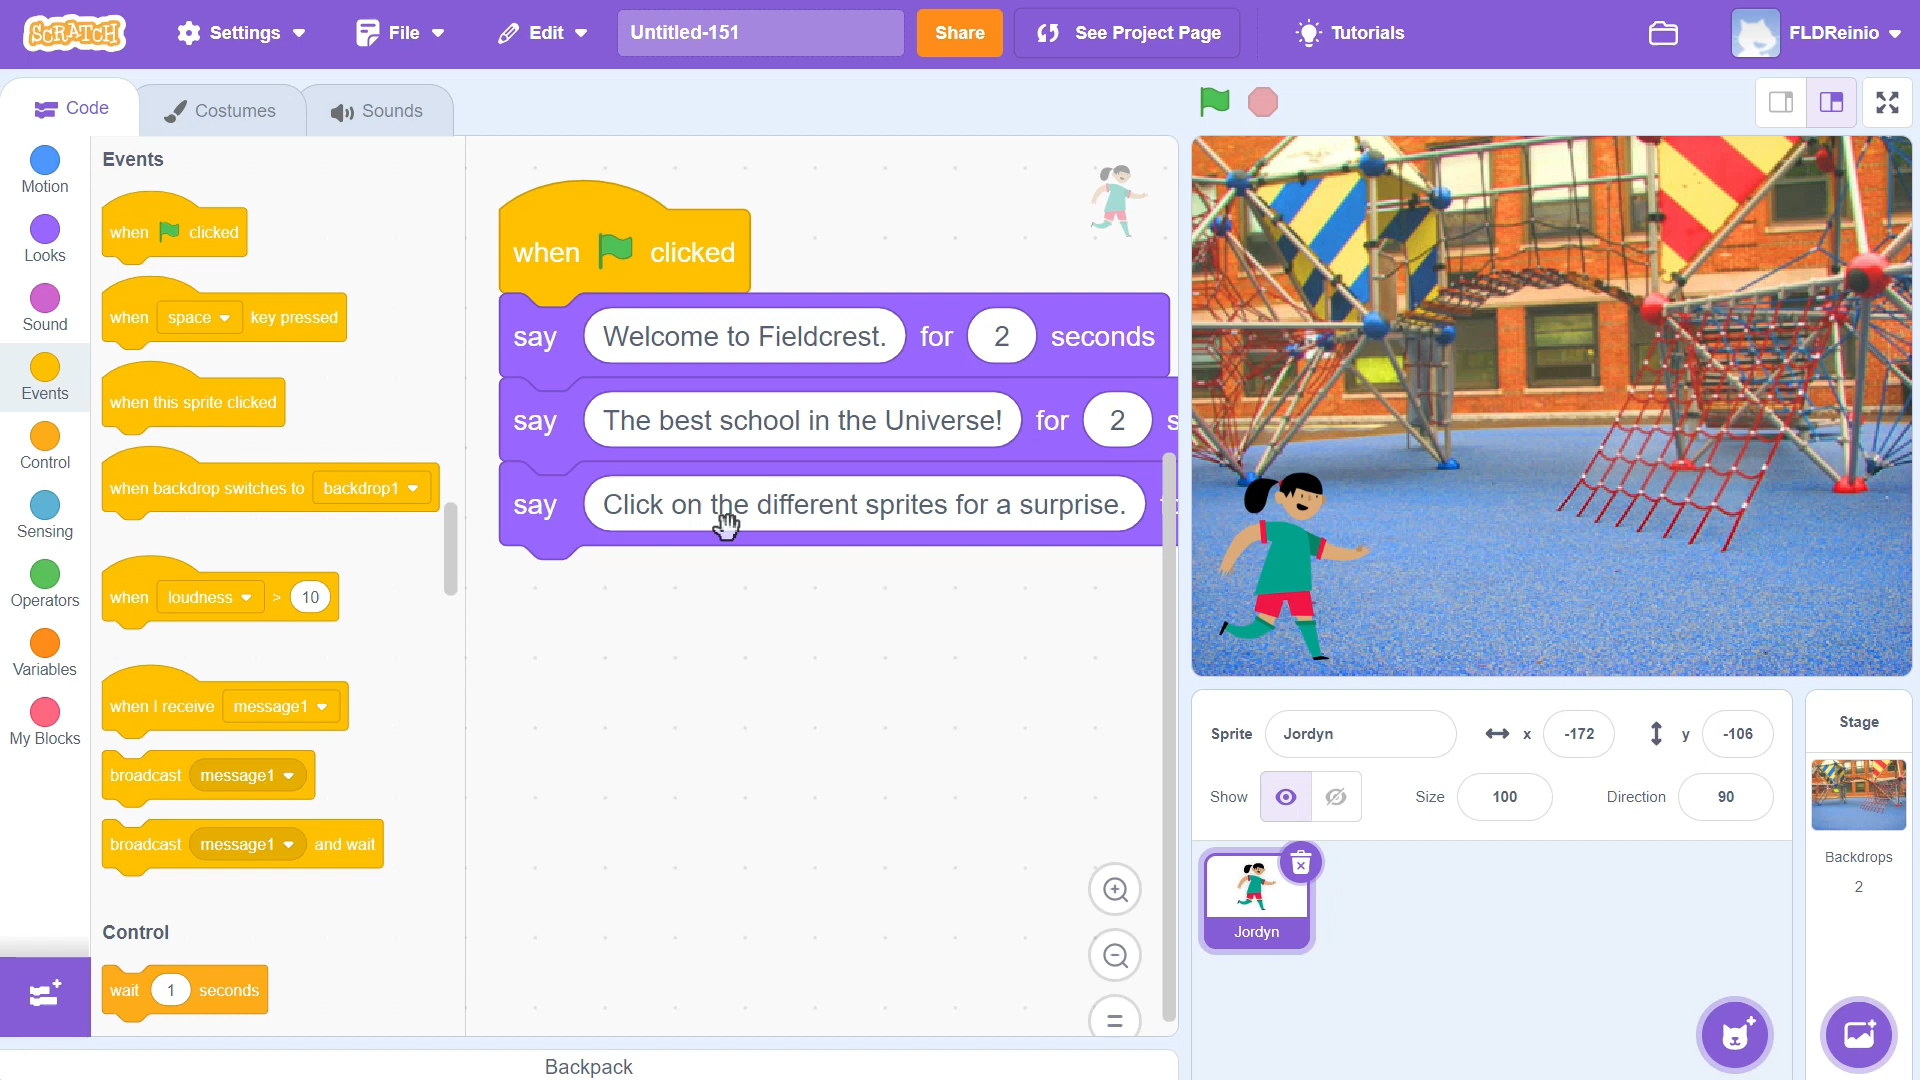 SCRATCH
Settings
File
Edit
Untitled-151
Share
See Project Page
Tutorials
FLDReinio
Code
Costumes
Sounds
Motion
Looks
Sound
Events
Control
Sensing
Operators
Variables
My Blocks
Events
when clicked
when space key pressed
when this sprite clicked
when backdrop switches to backdrop1
when loudness > 10
when I receive message1
broadcast message1
broadcast message1 and wait
Control
wait 1 seconds
when clicked
say Welcome to Fieldcrest. for 2 seconds
say The best school in the Universe! for 2 s
say Click on the different sprites for a surprise.
Backpack
Sprite Jordyn x -172 y -106
Show Size 100 Direction 90
Jordyn
Stage
Backdrops
2